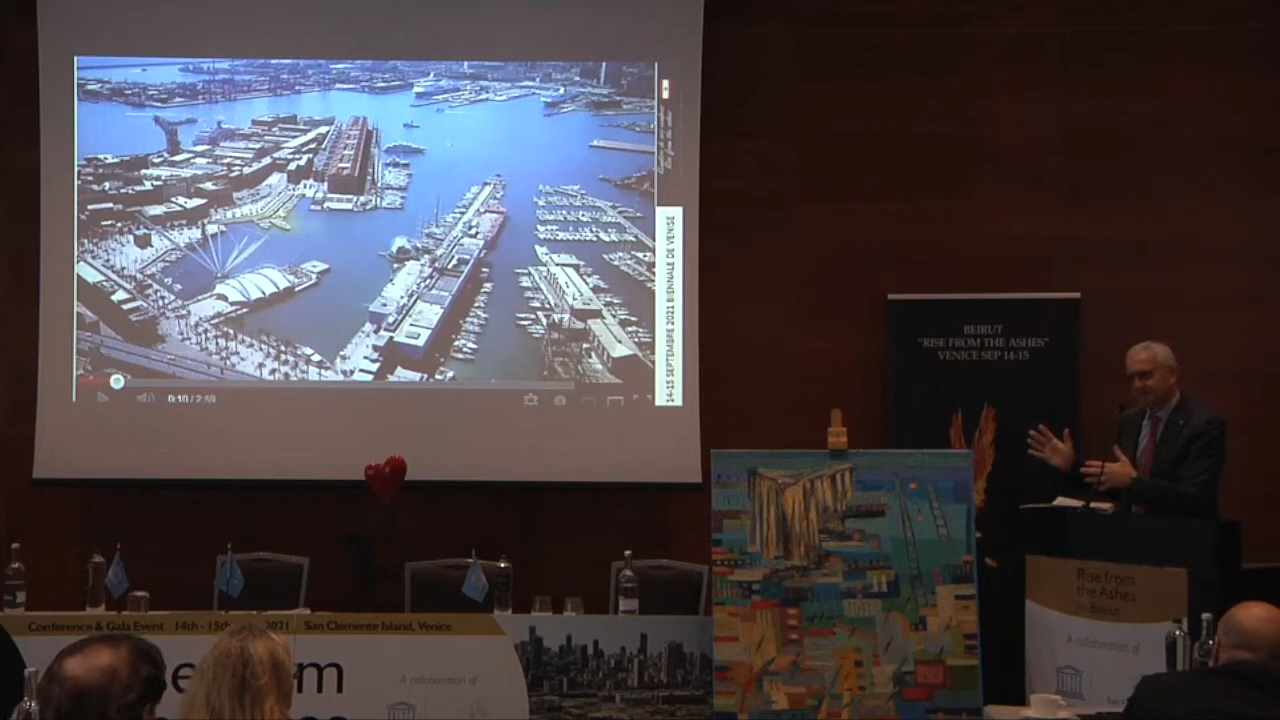 14-15 SEPTEMBRE 2021 BIENNALE DE VENISE
0:10 / 2:59
BEIRUT
"RISE FROM THE ASHES"
VENICE SEP 14-15
Rise from
the Ashes
in Beirut
A collaboration of
Conference & Gala Event 14th - 15th 2021 San Clemente Island, Venice
A collaboration of